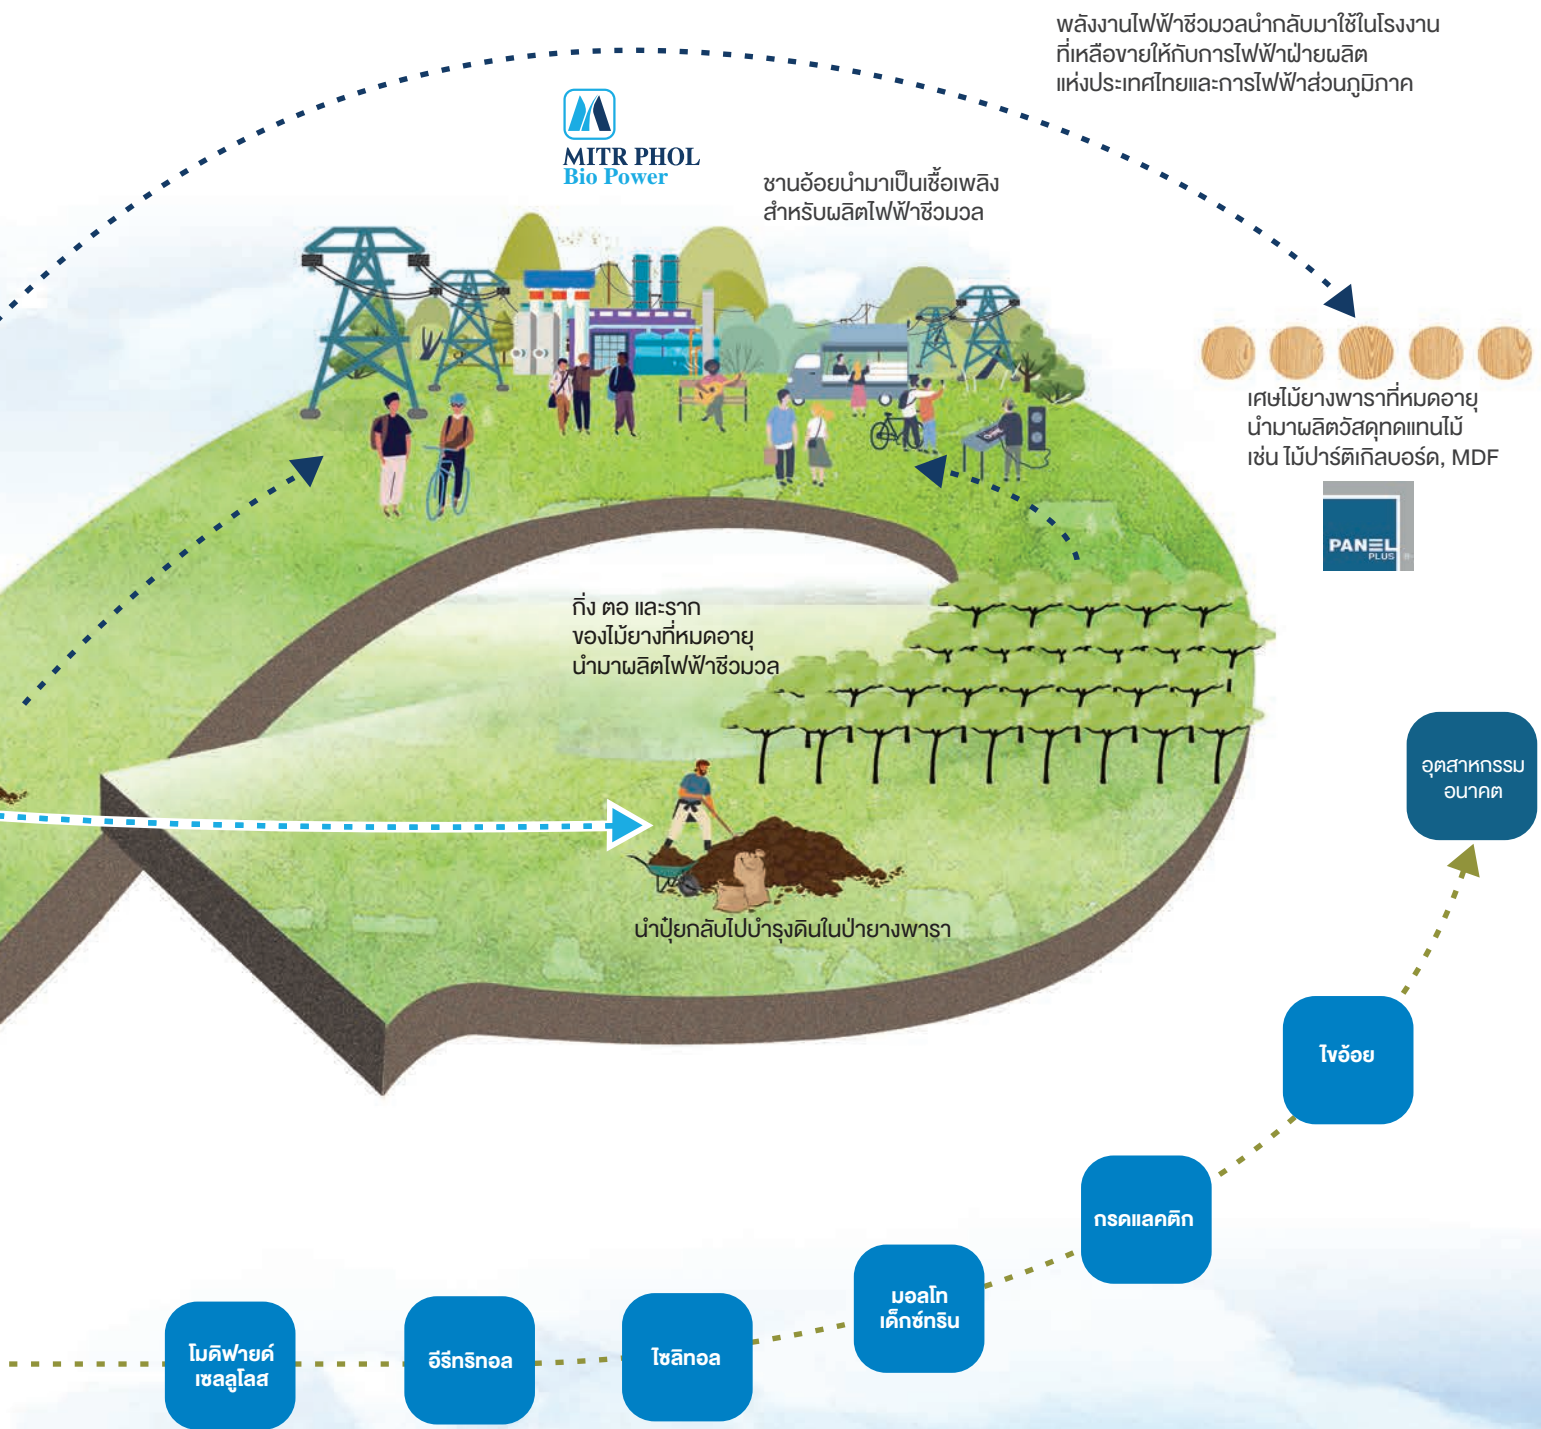 พลังงานไฟฟ้าชีวมวลนำกลับมาใช้ในโรงงาน
ที่เหลือขายให้กับการไฟฟ้าฝ่ายผลิต
แห่งประเทศไทยและการไฟฟ้าส่วนภูมิภาค
MITR PHOL
Bio Power
ชานอ้อยนำมาเป็นเชื้อเพลิง
สำหรับผลิตไฟฟ้าชีวมวล
เศษไม้ยางพาราที่หมดอายุ
นำมาผลิตวัสดุทดแทนไม้
เช่น ไม้ปาร์ติเกิลบอร์ด, MDF
PANEL
PLUS
กิ่ง ตอ และราก
ของไม้ยางที่หมดอายุ
นำมาผลิตไฟฟ้าชีวมวล
อุตสาหกรรม
อนาคต
นำปุ๋ยกลับไปบำรุงดินในป่ายางพารา
ไขอ้อย
กรดแลคติก
มอลโท
เด็กซ์ทริน
ไซลิทอล
อีริทริทอล
โมดิฟายด์
เซลลูโลส